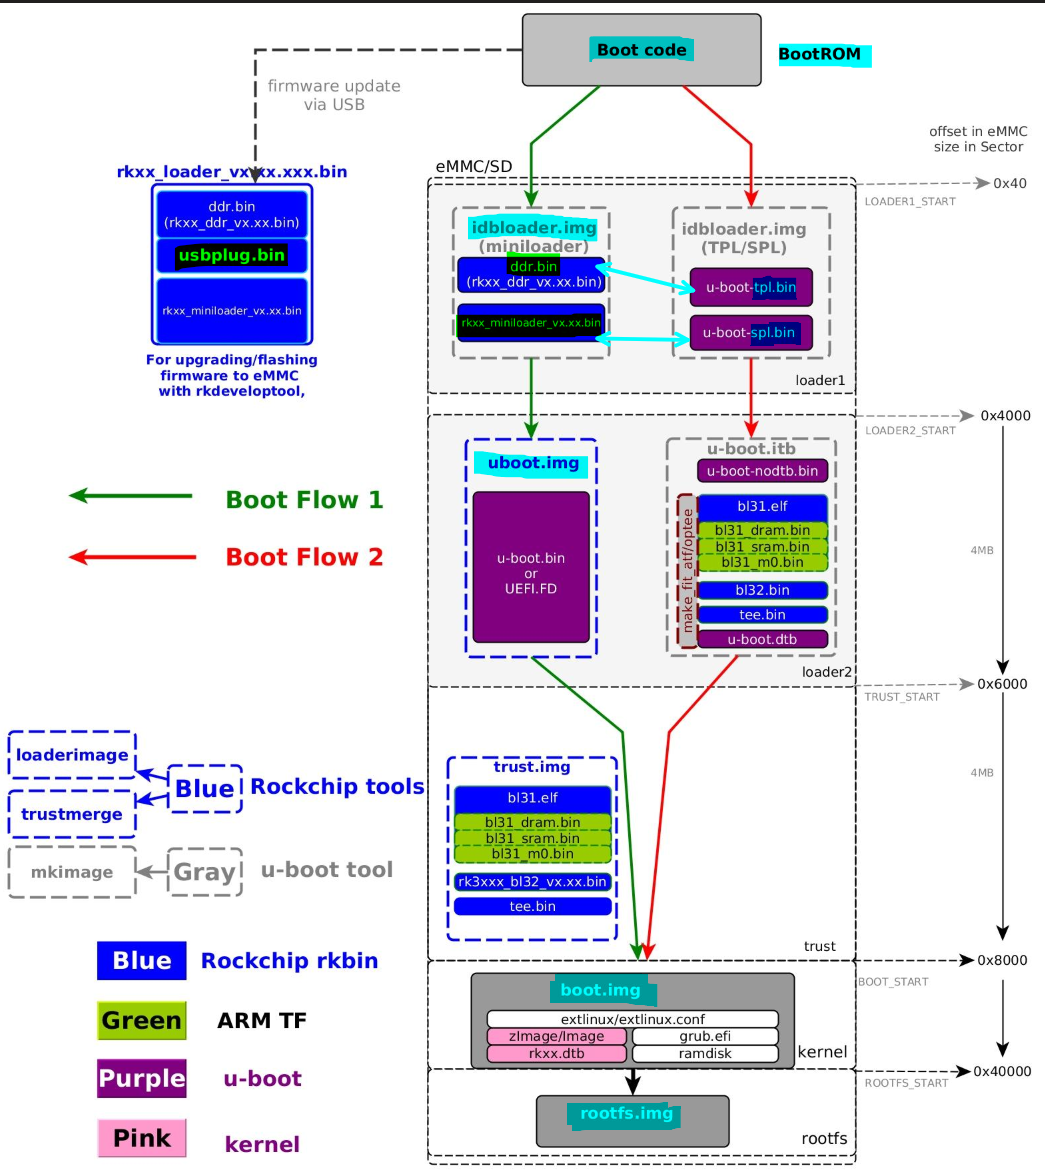 Boot code
BootROM
firmware update
via USB
offset in eMMC
size in Sector
rkxx_loader_vx.xx.xxx.bin
eMMC/SD
0x40
LOADER1_START
ddr.bin
(rkxx_ddr_vx.xx.bin)
usbplug.bin
rkxx_miniloader_vx.xx.bin
For upgrading/flashing
firmware to eMMC
with rkdeveloptool,
idbloader.img
(miniloader)
ddr.bin
(rkxx_ddr_vx.xx.bin)
rkxx_miniloader_vx.xx.bin
idbloader.img
(TPL/SPL)
u-boot-tpl.bin
u-boot-spl.bin
loader1
0x4000
LOADER2_START
uboot.img
u-boot.bin
or
UEFI.FD
u-boot.itb
u-boot-nodtb.bin
make_fit_atf/optee
bl31.elf
bl31_dram.bin
bl31_sram.bin
bl31_m0.bin
bl32.bin
tee.bin
u-boot.dtb
loader2
4MB
Boot Flow 1
Boot Flow 2
0x6000
TRUST_START
trust.img
bl31.elf
bl31_dram.bin
bl31_sram.bin
bl31_m0.bin
rk3xxx_bl32_vx.xx.bin
tee.bin
trust
4MB
loaderimage
trustmerge
Blue
Rockchip tools
mkimage
Gray
u-boot tool
0x8000
BOOT_START
Blue
Rockchip rkbin
Green
ARM TF
Purple
u-boot
Pink
kernel
boot.img
extlinux/extlinux.conf
zImage/Image
grub.efi
rkxx.dtb
ramdisk
kernel
0x40000
ROOTFS_START
rootfs.img
rootfs